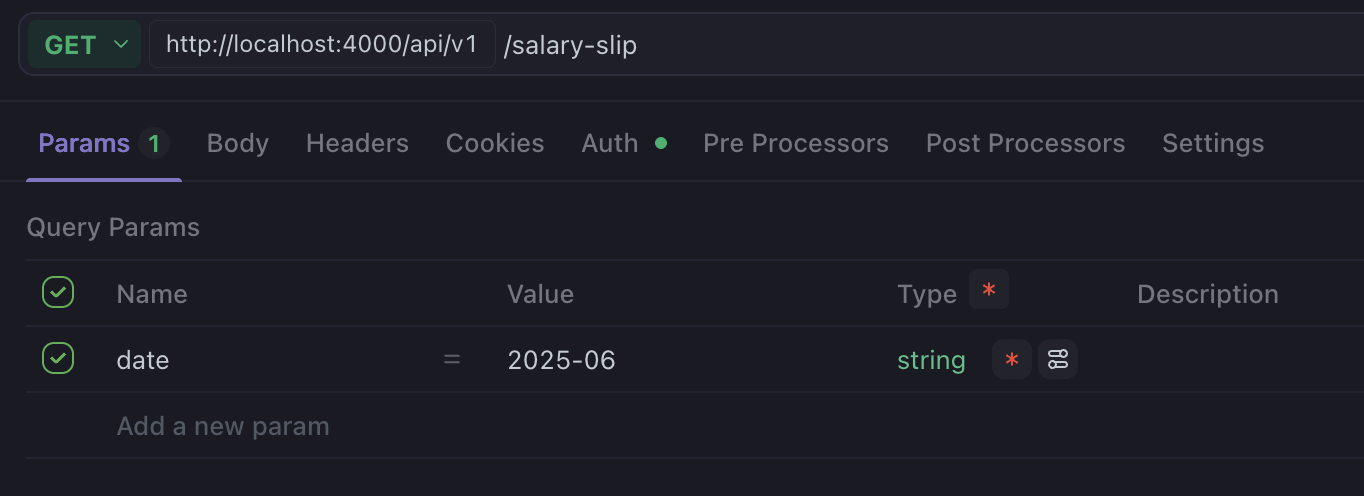 GET http://localhost:4000/api/v1 /salary-slip
Params 1 Body Headers Cookies Auth Pre Processors Post Processors Settings
Query Params
Name Value Type * Description
date = 2025-06 string *
Add a new param